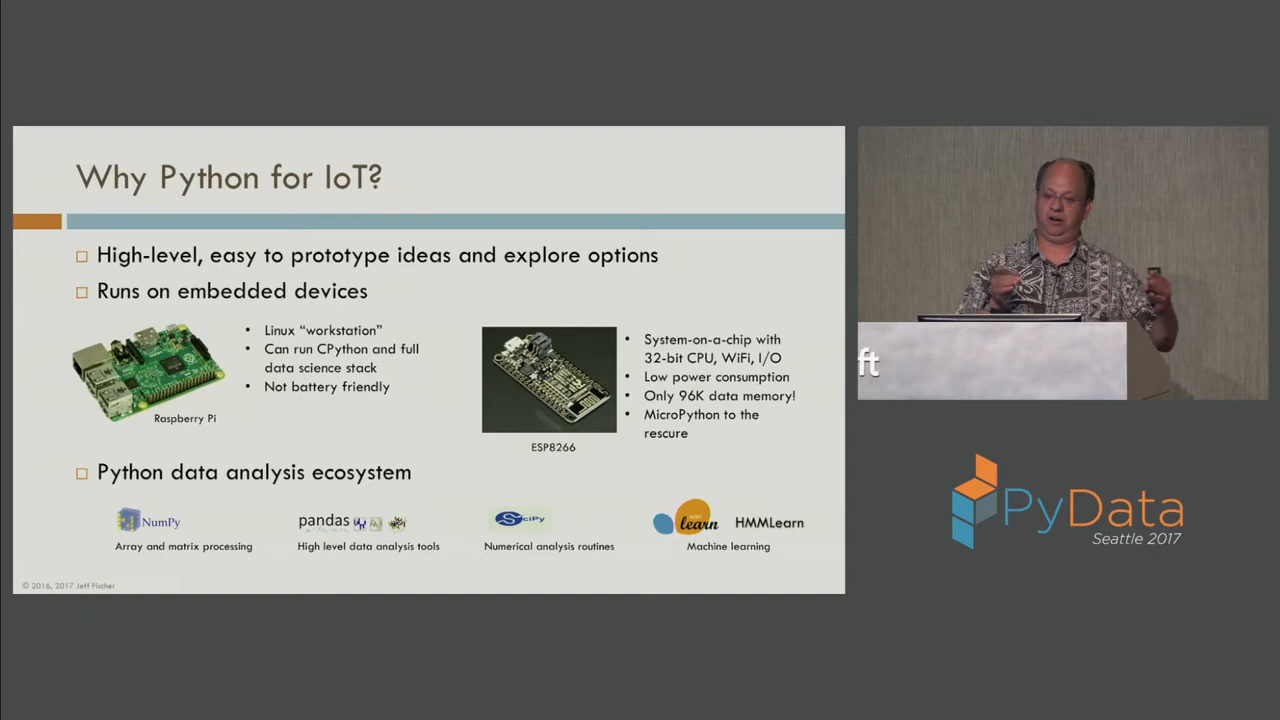 Why Python for IoT?
High-level, easy to prototype ideas and explore options
Runs on embedded devices
• Linux “workstation”
• Can run CPython and full
data science stack
• Not battery friendly
Raspberry Pi
• System-on-a-chip with
32-bit CPU, WiFi, I/O
• Low power consumption
• Only 96K data memory!
• MicroPython to the
rescure
ESP8266
Python data analysis ecosystem
NumPy
Array and matrix processing
pandas
High level data analysis tools
SciPy
Numerical analysis routines
learn
HMMLearn
Machine learning
© 2016, 2017 Jeff Fischer
ft
PyData
Seattle 2017